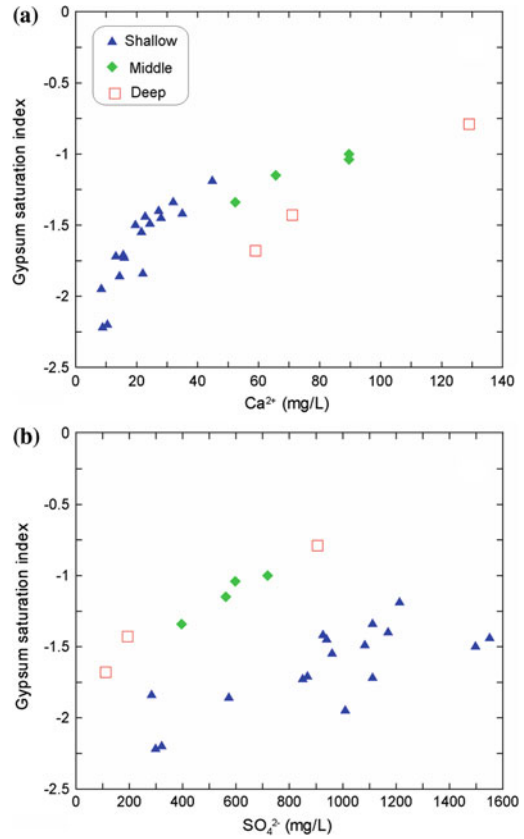 (a)
0
-0.5
-1
-1.5
-2
-2.5
Gypsum saturation index
Shallow
Middle
Deep
0 20 40 60 80 100 120 140
Ca²⁺ (mg/L)
(b)
0
-0.5
-1
-1.5
-2
-2.5
Gypsum saturation index
0 200 400 600 800 1000 1200 1400 1600
SO₄²⁻ (mg/L)